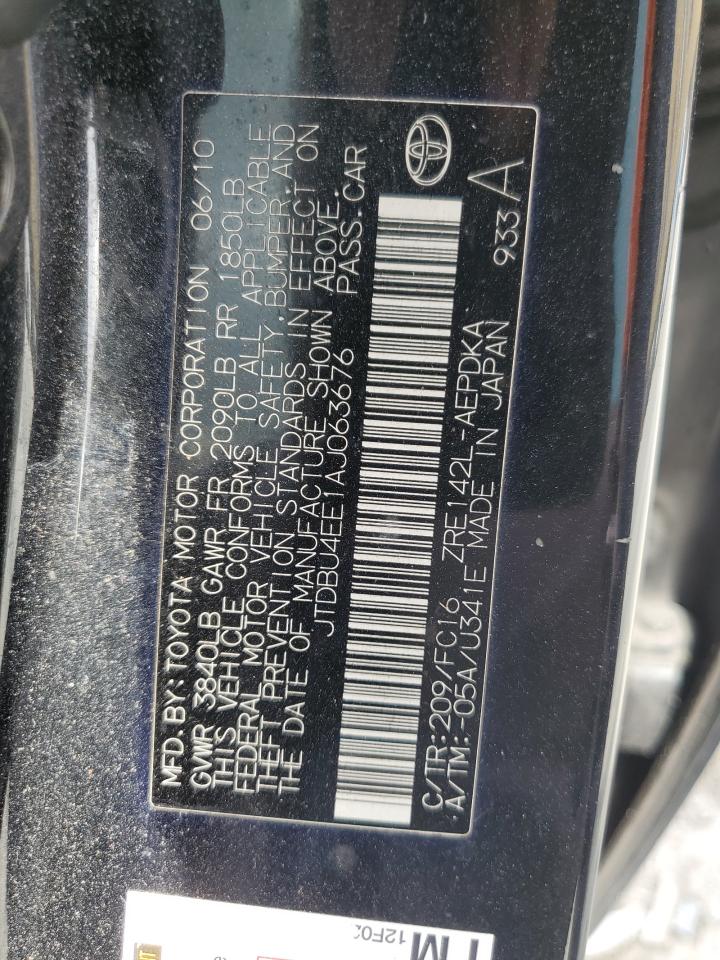 MFD.BY:TOYOTA MOTOR CORPORATION 06/10
GVWR 3840LB GAWR FR 2090LB RR 1850LB
THIS VEHICLE CONFORMS TO ALL APPLICABLE
FEDERAL MOTOR VEHICLE SAFETY,BUMPER,AND
THEFT PREVENTION STANDARDS IN EFFECT ON
THE DATE OF MANUFACTURE SHOWN ABOVE.
JTDBU4EE1AJ063676 PASS.CAR
C/TR:209/FC16 ZRE142L-AEPDKA
A/TM:-05A/U341E MADE IN JAPAN
933 A
12F0